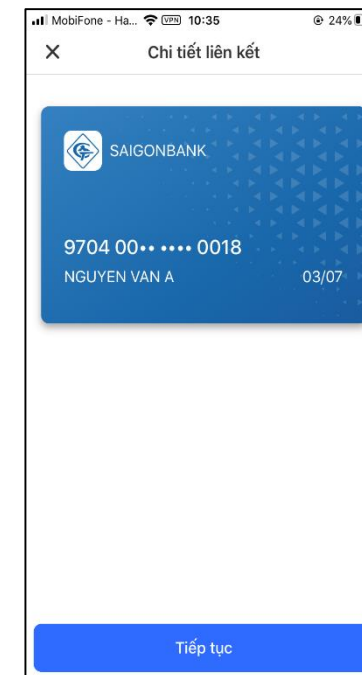 MobiFone - Ha... VPN 10:35 24%
Chi tiết liên kết
SAIGONBANK
9704 00•• •••• 0018
NGUYEN VAN A 03/07
Tiếp tục